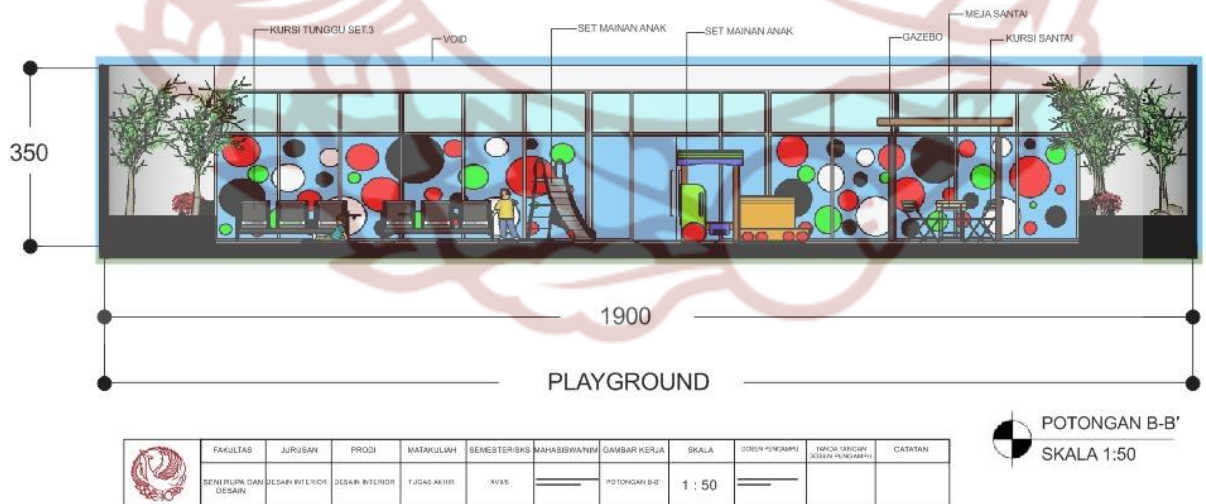 MEJA SANTAI
KURSI TUNGGU SET.3
VOID
SET MAINAN ANAK
SET MAINAN ANAK
GAZEBO
KURSI SANTAI
350
1900
PLAYGROUND
POTONGAN B-B'
SKALA 1:50
FAKULTAS JURUSAN PRODI MATAKULIAH SEMESTER/SKS MAHASISWA/NIM GAMBAR KERJA SKALA DOSEN PENGAMPU TANDA TANGAN DOSEN PENGAMPU CATATAN
SENI RUPA DAN DESAIN DESAIN INTERIOR DESAIN INTERIOR TUGAS AKHIR POTONGAN B-B' 1 : 50